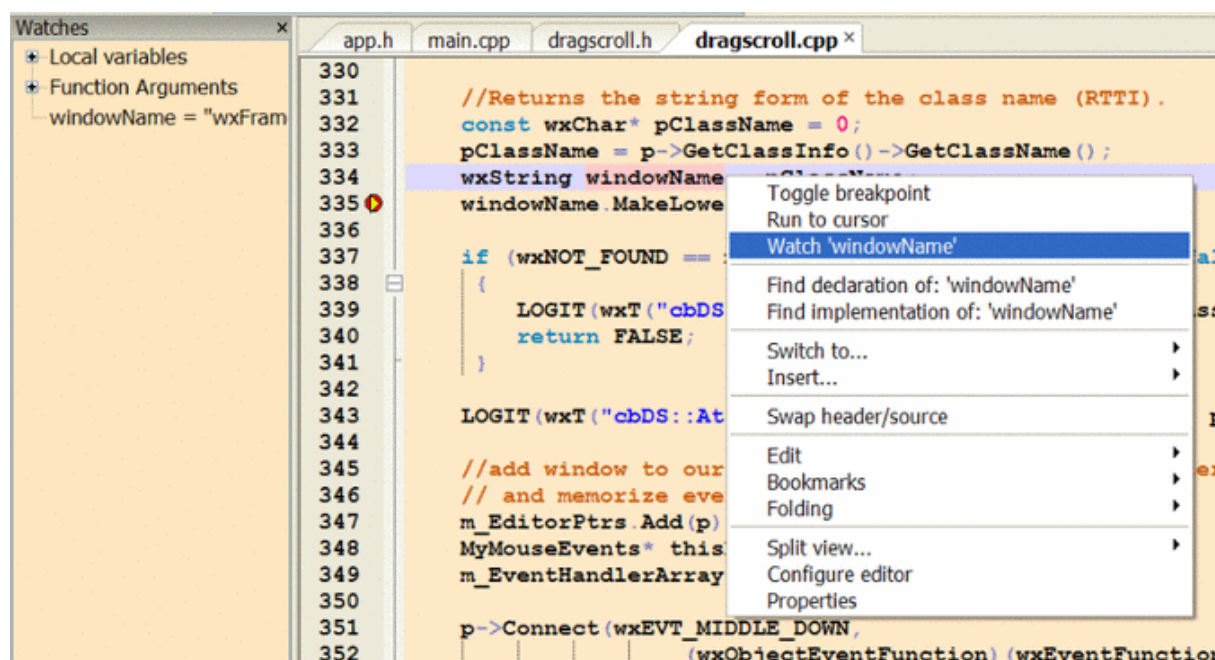 Watches ×
Local variables
Function Arguments
windowName = "wxFram
app.h main.cpp dragscroll.h dragscroll.cpp ×
330
331 //Returns the string form of the class name (RTTI).
332 const wxChar* pClassName = 0;
333 pClassName = p->GetClassInfo()->GetClassName();
334 wxString windowName = pClassName;
335 windowName.MakeLowe
336
337 if (wxNOT_FOUND ==
338 {
339 LOGIT(wxT("cbDS
340 return FALSE;
341 }
342
343 LOGIT(wxT("cbDS::At
344
345 //add window to our
346 // and memorize eve
347 m_EditorPtrs.Add(p)
348 MyMouseEvents* this
349 m_EventHandlerArray
350
351 p->Connect(wxEVT_MIDDLE_DOWN,
352 (wxObjectEventFunction)(wxEventFunction
Toggle breakpoint
Run to cursor
Watch 'windowName'
Find declaration of: 'windowName'
Find implementation of: 'windowName'
Switch to...
Insert...
Swap header/source
Edit
Bookmarks
Folding
Split view...
Configure editor
Properties